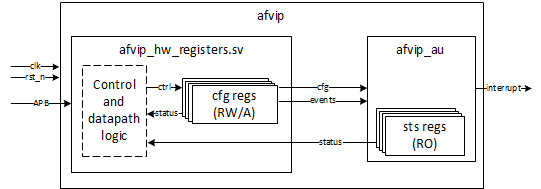 afvip
afvip_hw_registers.sv
afvip_au
clk
rst_n
APB
Control
and
datapath
logic
ctrl
status
cfg regs
(RW/A)
cfg
events
interrupt
sts regs
(RO)
status